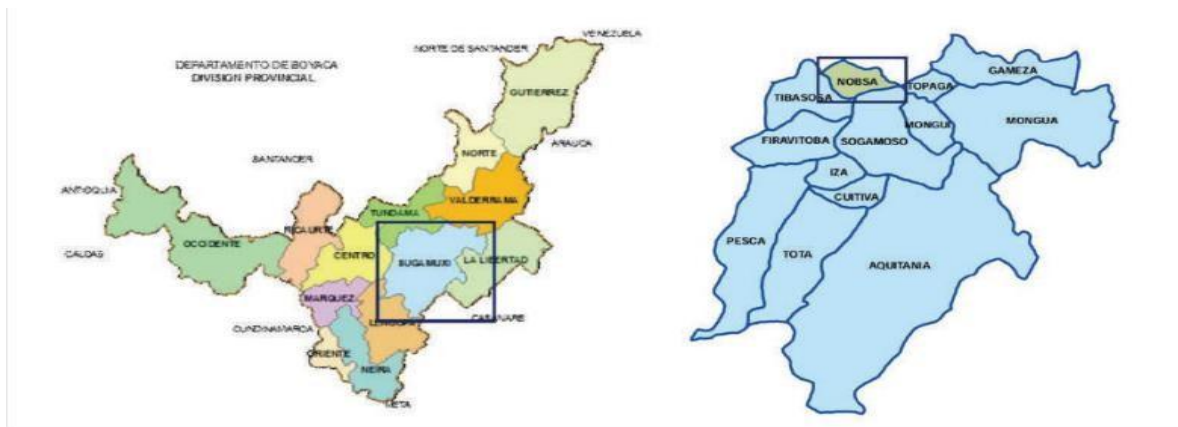 DEPARTAMENTO DE BOYACA
DIVISION PROVINCIAL
VENEZUELA
NORTE DE SANTANDER
GUTIERREZ
ARAUCA
NORTE
SANTANDER
ANTIOQUIA
VALDERRAMA
TUNDAMA
RICAURTE
OCCIDENTE
CENTRO
CALDAS
SUGAMUXI
LA LIBERTAD
MARQUEZ
CASANARE
CUNDINAMARCA
ORIENTE
NEIRA
META
GAMEZA
NOBSA
TOPAGA
TIBASOSA
MONGUI
MONGUA
FIRAVITOBA
SOGAMOSO
IZA
CUITIVA
PESCA
TOTA
AQUITANIA